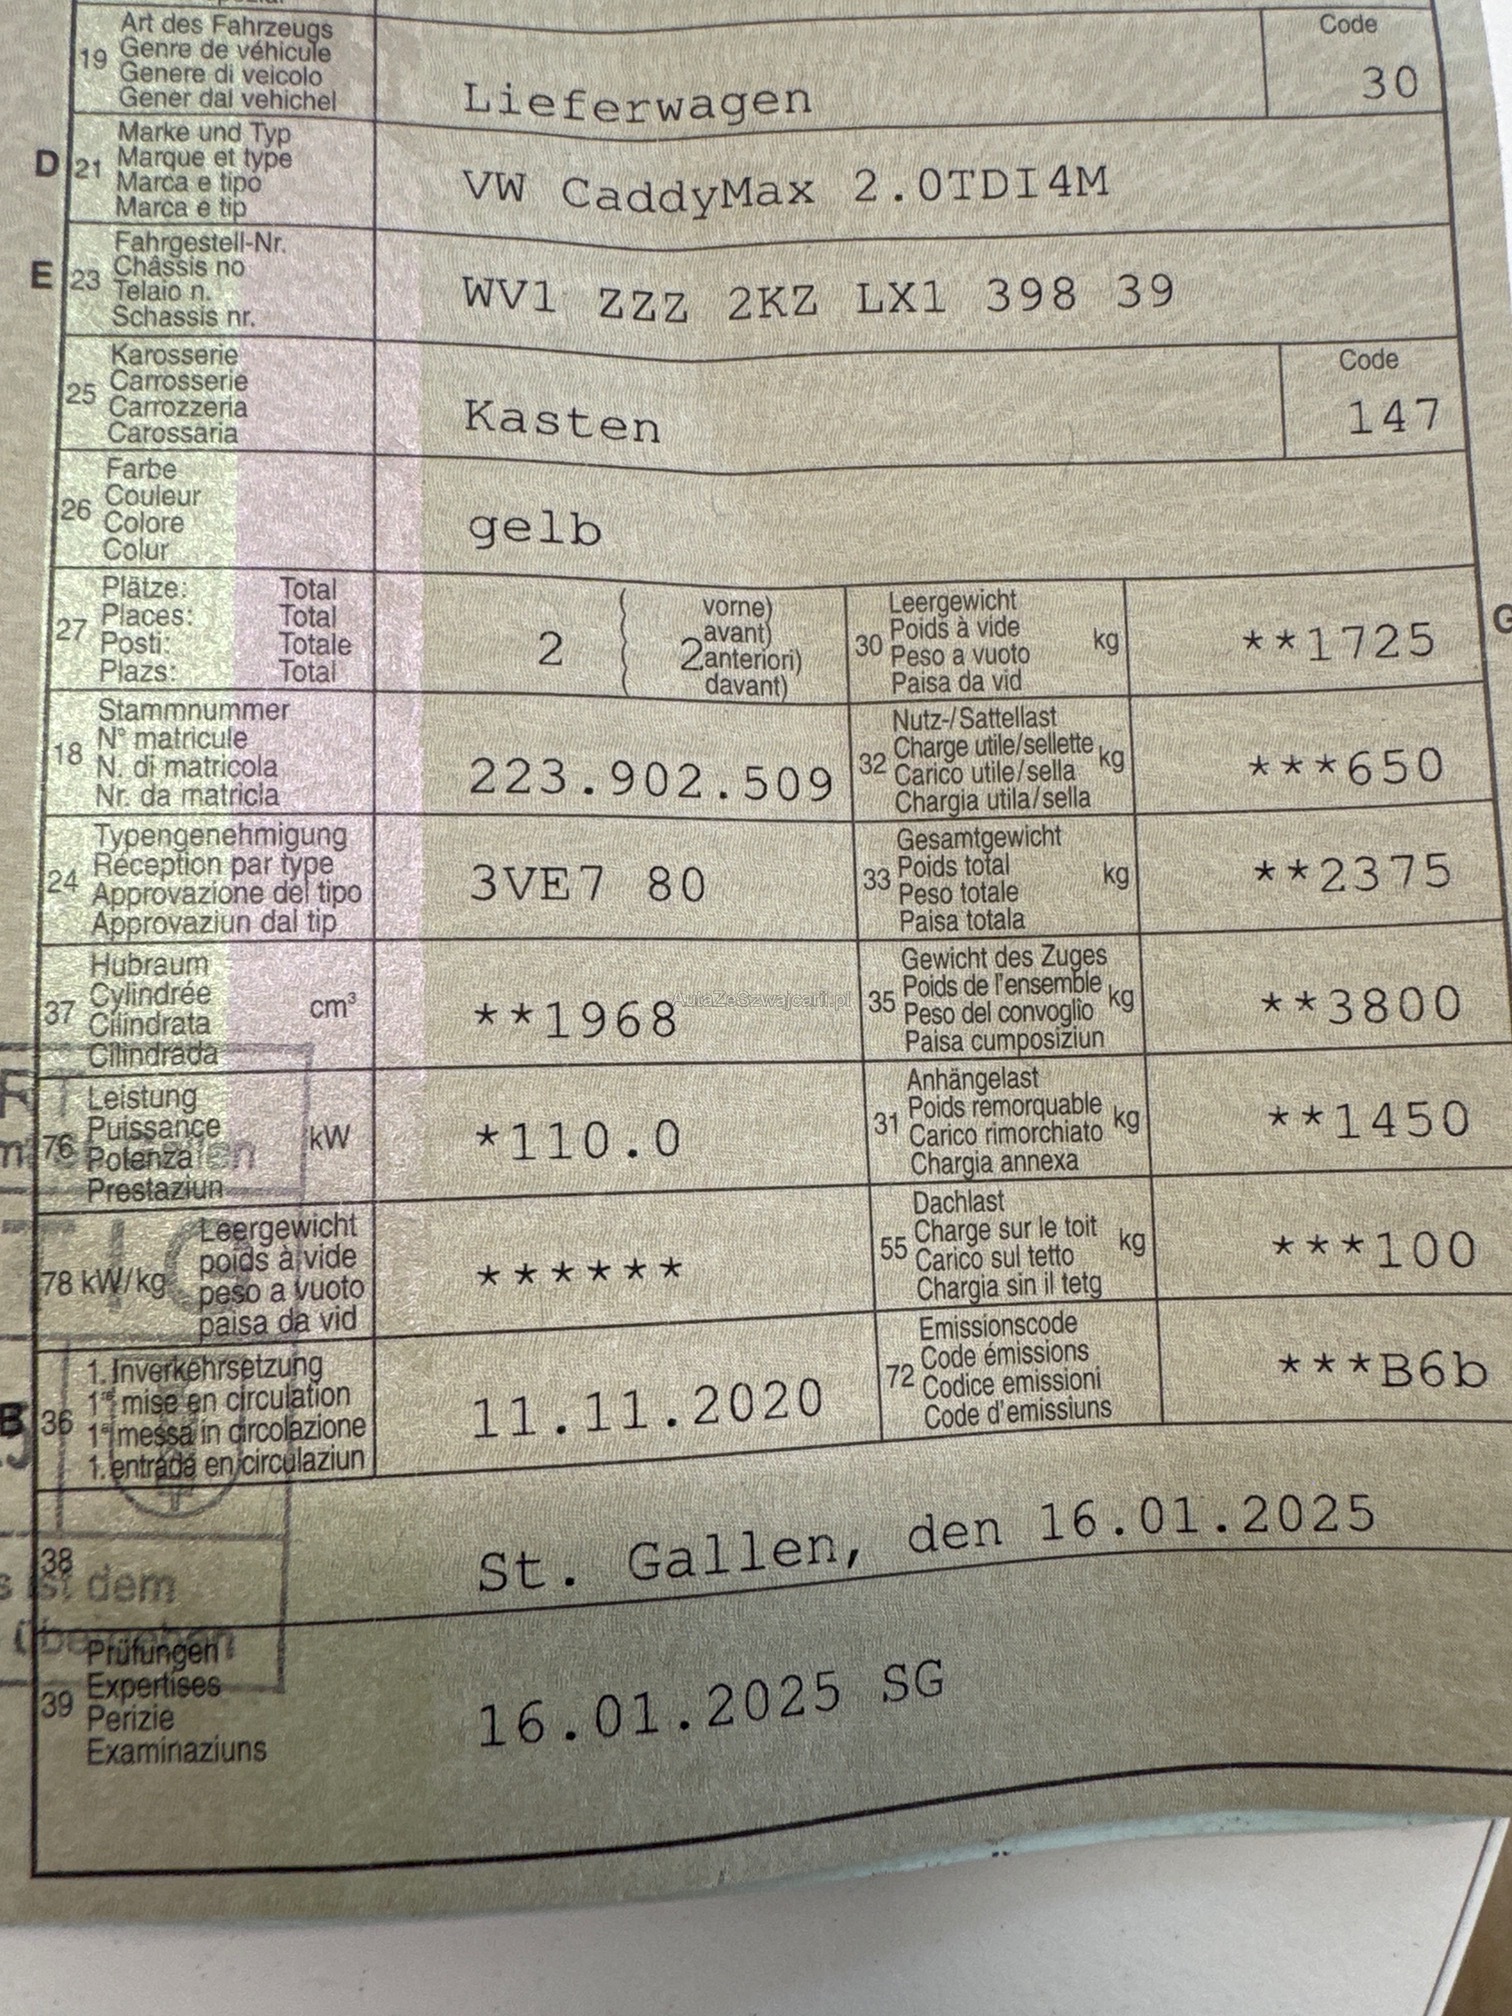 Art des Fahrzeugs
Code
19 Genre de véhicule
Genere di veicolo
Gener dal vehichel
Lieferwagen
30
Marke und Typ
D 21 Marque et type
Marca e tipo
Marca e tip
VW CaddyMax 2.0TDI4M
Fahrgestell-Nr.
E 23 Châssis no
Telaio n.
Schassis nr.
WV1 ZZZ 2KZ LX1 398 39
Karosserie
Code
25 Carrosserie
Carrozzeria
Carossaria
Kasten
147
Farbe
26 Couleur
Colore
Colur
gelb
Plätze: Total
27 Places: Total
Posti: Totale
Plazs: Total
2
vorne)
avant)
2 anteriori)
davant)
Leergewicht
30 Poids à vide kg
Peso a vuoto
Paisa da vid
**1725
G
Stammnummer
18 N° matricule
N. di matricola
Nr. da matricla
223.902.509
Nutz-/Sattellast
32 Charge utile/sellette kg
Carico utile/sella
Chargia utila/sella
***650
Typengenehmigung
24 Réception par type
Approvazione del tipo
Approvaziun dal tip
3VE7 80
Gesamtgewicht
33 Poids total kg
Peso totale
Paisa totala
**2375
Hubraum
37 Cylindrée cm³
Cilindrata
Cilindrada
**1968
AutaZeSzwajcarii.pl
Gewicht des Zuges
35 Poids de l'ensemble kg
Peso del convoglio
Paisa cumposiziun
**3800
Leistung
76 Puissance kW
Potenza
Prestaziun
*110.0
Anhängelast
31 Poids remorquable kg
Carico rimorchiato
Chargia annexa
**1450
Leergewicht
78 kW/kg poids à vide
peso a vuoto
paisa da vid
******
Dachlast
55 Charge sur le toit kg
Carico sul tetto
Chargia sin il tetg
***100
1. Inverkehrsetzung
B 36 1re mise en circulation
1a messa in circolazione
1. entrada en circulaziun
11.11.2020
Emissionscode
72 Code émissions
Codice emissioni
Code d'emissiuns
***B6b
38
St. Gallen, den 16.01.2025
ist dem
Prüfungen
39 Expertises
Perizie
Examinaziuns
16.01.2025 SG